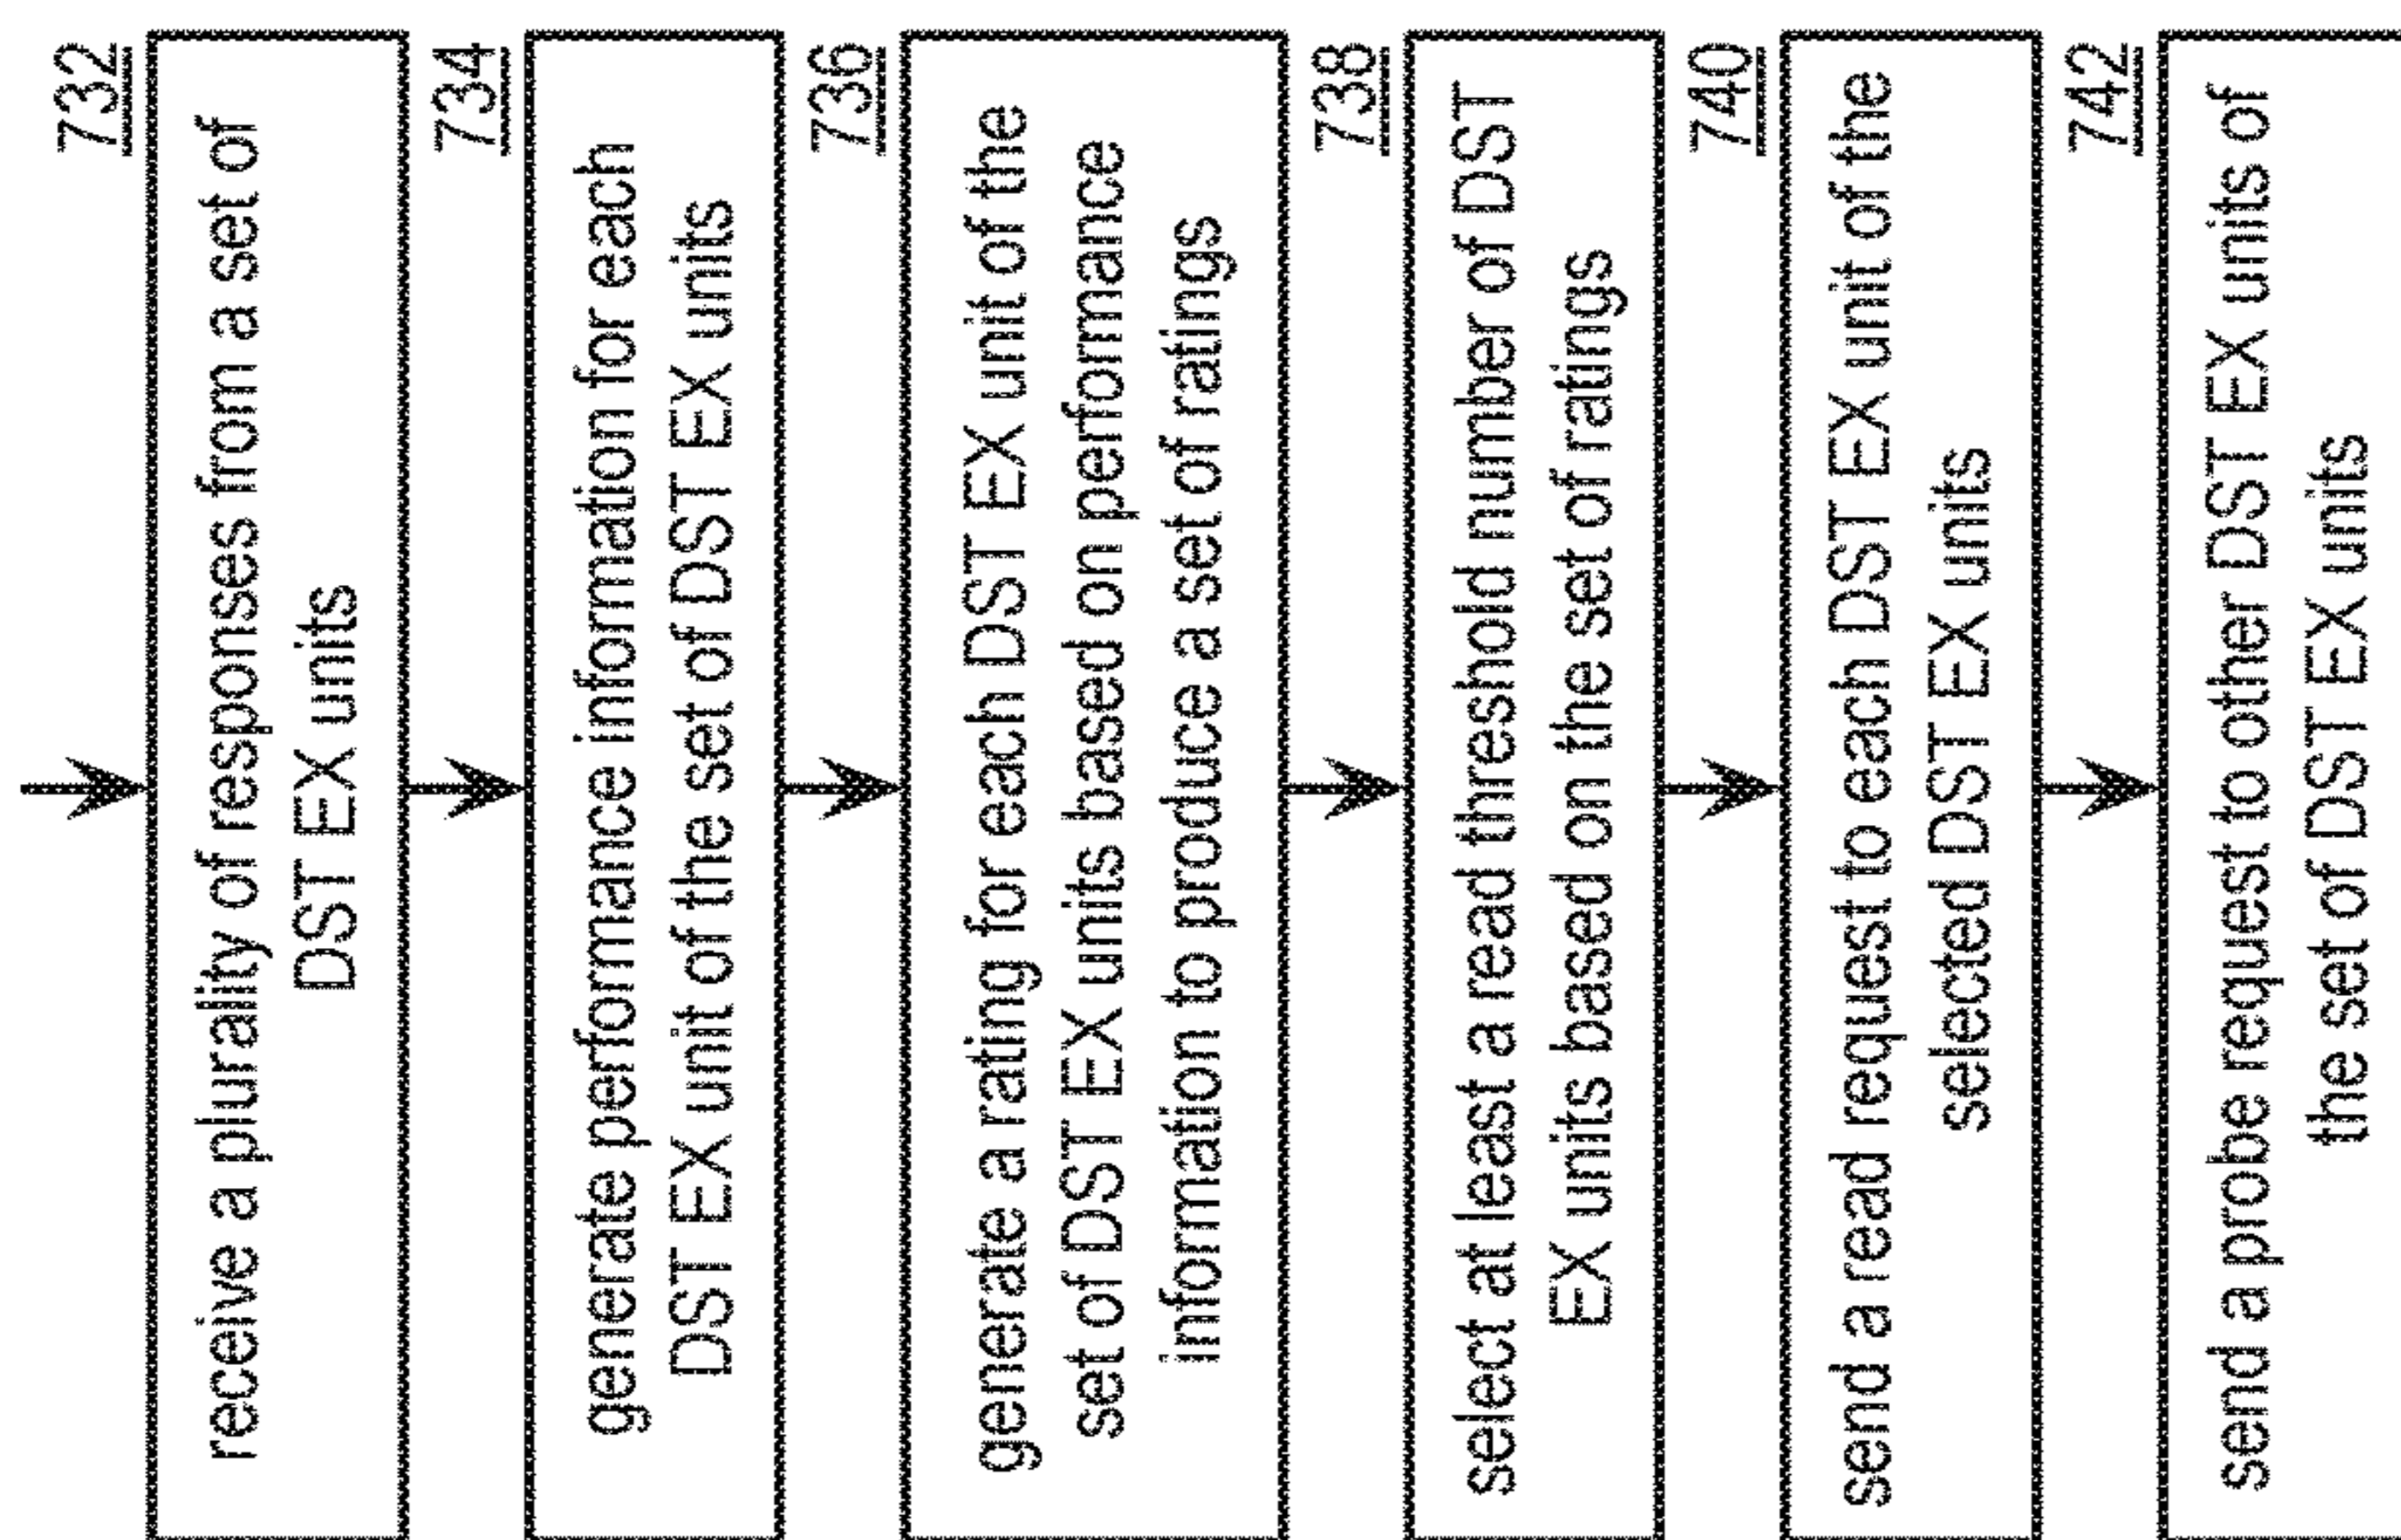 732
receive a plurality of responses from a set of
DST EX units
734
generate performance information for each
DST EX unit of the set of DST EX units
736
generate a rating for each DST EX unit of the
set of DST EX units based on performance
information to produce a set of ratings
738
select at least a read threshold number of DST
EX units based on the set of ratings
740
send a read request to each DST EX unit of the
selected DST EX units
742
send a probe request to other DST EX units of
the set of DST EX units